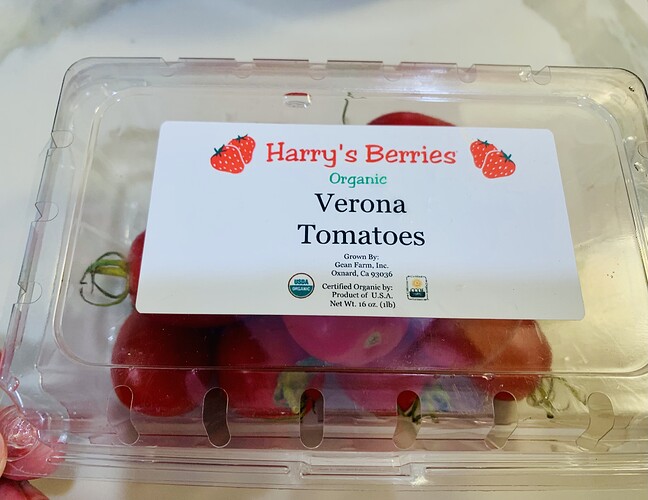 Harry's Berries
Organic
Verona
Tomatoes
Grown By:
Gean Farm, Inc.
Oxnard, Ca 93036
USDA
ORGANIC
Certified Organic by:
Product of U.S.A.
Net Wt. 16 oz. (1lb)